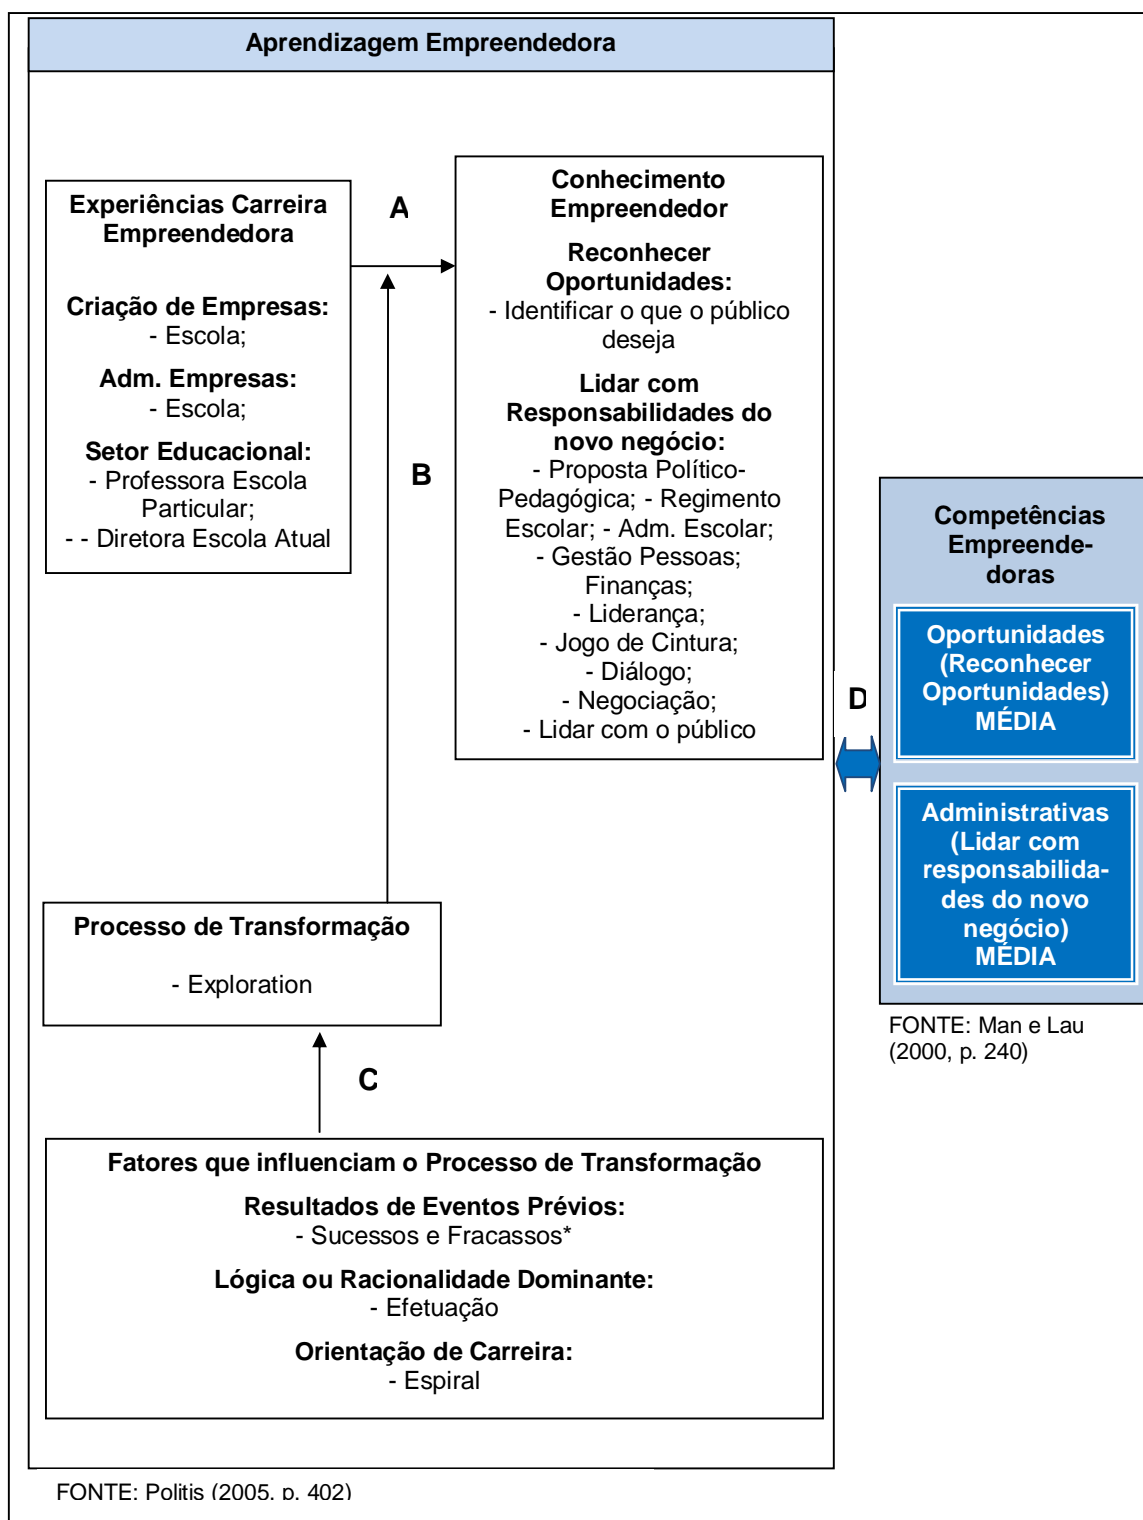 Aprendizagem Empreendedora
Experiências Carreira
Empreendedora
Criação de Empresas:
- Escola;
Adm. Empresas:
- Escola;
Setor Educacional:
- Professora Escola
Particular;
- - Diretora Escola Atual
A
B
Conhecimento
Empreendedor
Reconhecer
Oportunidades:
- Identificar o que o público
deseja
Lidar com
Responsabilidades do
novo negócio:
- Proposta Político-
Pedagógica; - Regimento
Escolar; - Adm. Escolar;
- Gestão Pessoas;
Finanças;
- Liderança;
- Jogo de Cintura;
- Diálogo;
- Negociação;
- Lidar com o público
D
Competências
Empreende-
doras
Oportunidades
(Reconhecer
Oportunidades)
MÉDIA
Administrativas
(Lidar com
responsabilida-
des do novo
negócio)
MÉDIA
FONTE: Man e Lau
(2000, p. 240)
Processo de Transformação
- Exploration
C
Fatores que influenciam o Processo de Transformação
Resultados de Eventos Prévios:
- Sucessos e Fracassos*
Lógica ou Racionalidade Dominante:
- Efetuação
Orientação de Carreira:
- Espiral
FONTE: Politis (2005, p. 402)